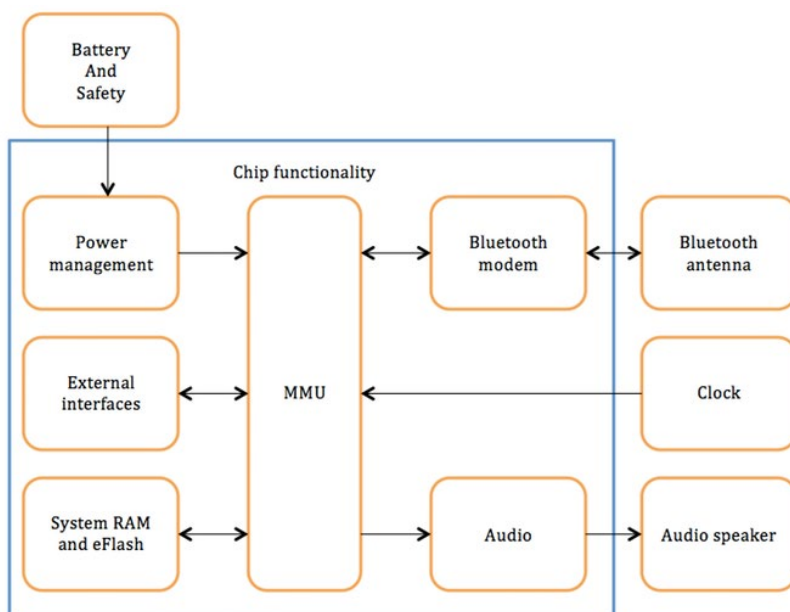 Battery
And
Safety
Chip functionality
Power
management
MMU
Bluetooth
modem
Bluetooth
antenna
External
interfaces
Clock
System RAM
and eFlash
Audio
Audio speaker